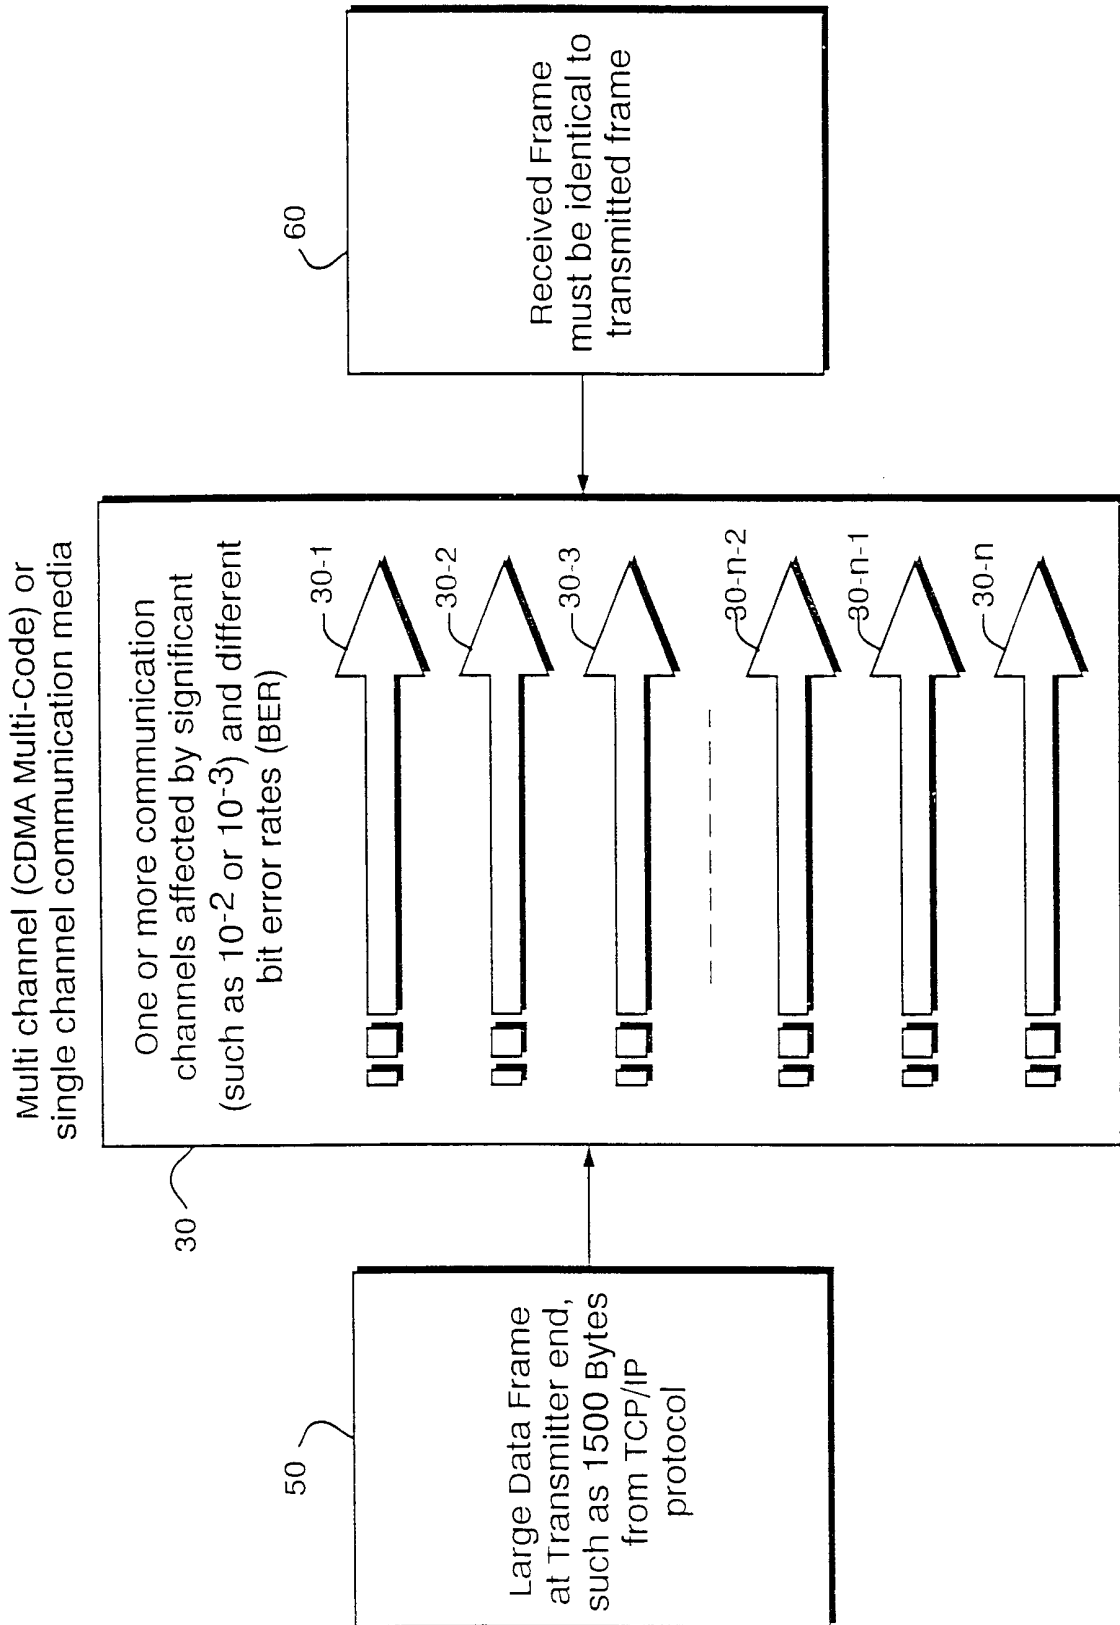 Multi channel (CDMA Multi-Code) or
single channel communication media
30
One or more communication
channels affected by significant
(such as 10-2 or 10-3) and different
bit error rates (BER)
30-1
30-2
30-3
30-n-2
30-n-1
30-n
50
Large Data Frame
at Transmitter end,
such as 1500 Bytes
from TCP/IP
protocol
60
Received Frame
must be identical to
transmitted frame